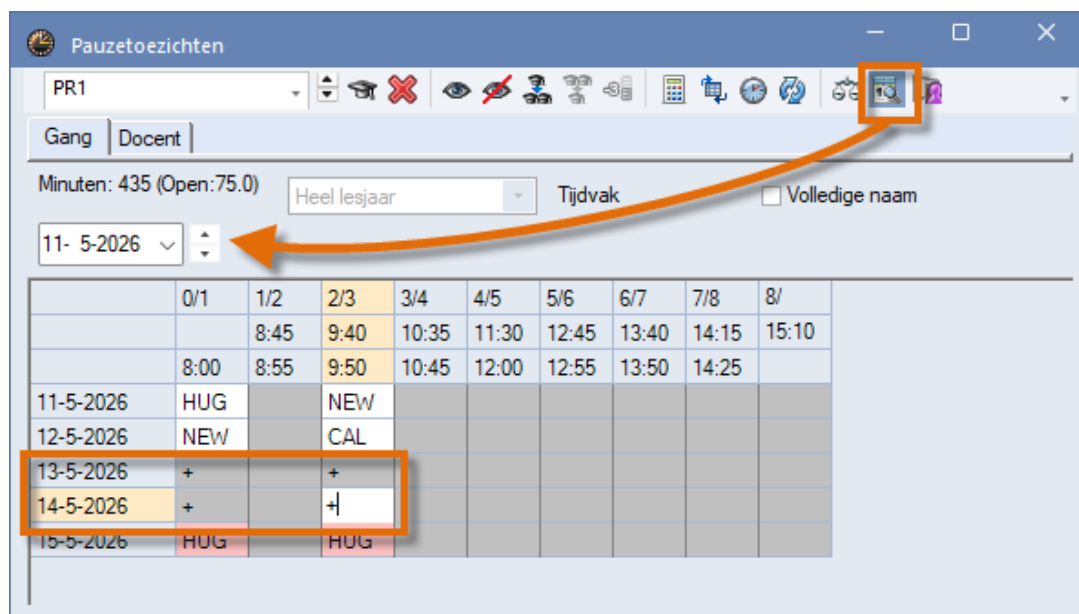 Pauzetoezichten
PR1
Gang Docent
Minuten: 435 (Open:75.0) Heel lesjaar Tijdvak Volledige naam
11- 5-2026
0/1 1/2 2/3 3/4 4/5 5/6 6/7 7/8 8/
8:45 9:40 10:35 11:30 12:45 13:40 14:15 15:10
8:00 8:55 9:50 10:45 12:00 12:55 13:50 14:25
11-5-2026 HUG NEW
12-5-2026 NEW CAL
13-5-2026 + +
14-5-2026 + +
15-5-2026 HUG HUG